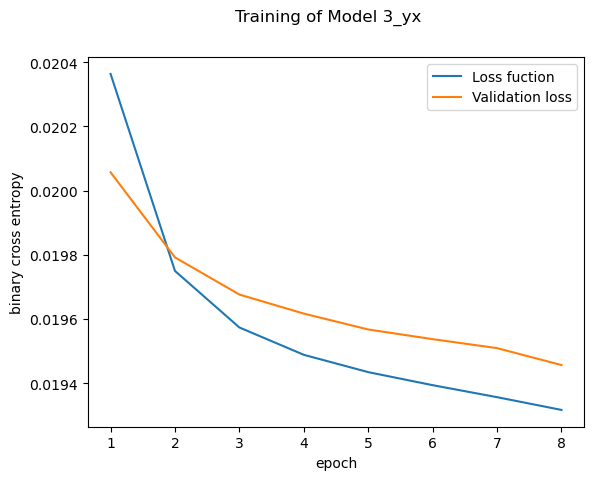 Training of Model 3_yx
0.0204
0.0202
0.0200
0.0198
0.0196
0.0194
binary cross entropy
Loss fuction
Validation loss
1 2 3 4 5 6 7 8
epoch